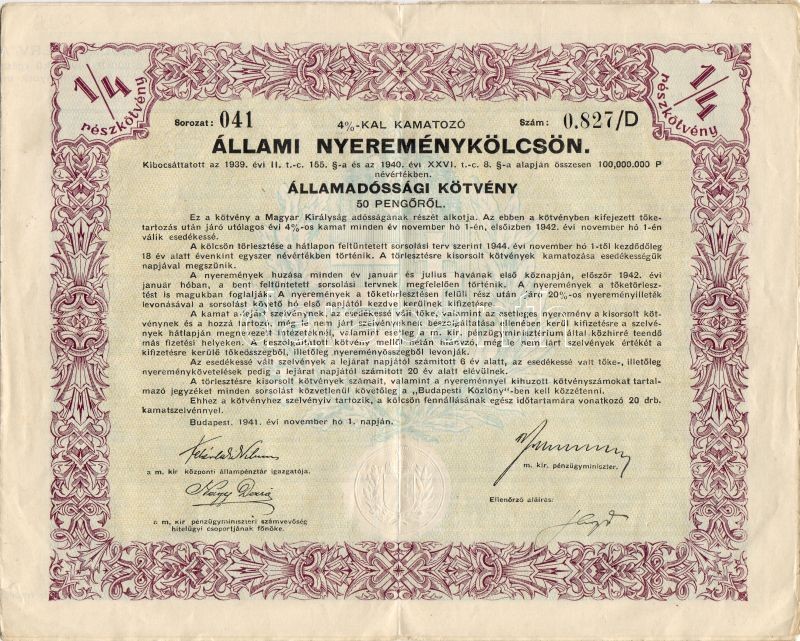 1/4
részkötvény
1/4
részkötvény
Sorozat: 041
4%-KAL KAMATOZÓ
Szám: 0.827/D
ÁLLAMI NYEREMÉNYKÖLCSÖN.
Kibocsáttatott az 1939. évi II. t.-c. 155. §-a és az 1940. évi XXVI. t.-c. 8. §-a alapján összesen 100,000.000 P
névértékben.
ÁLLAMADÓSSÁGI KÖTVÉNY
50 PENGŐRŐL.
Ez a kötvény a Magyar Királyság adósságának részét alkotja. Az ebben a kötvényben kifejezett tőke-
tartozás után járó utólagos évi 4%-os kamat minden év november hó 1-én, elsőizben 1942. évi november hó 1-én
válik esedékessé.
A kölcsön törlesztése a hátlapon feltüntetett sorsolási terv szerint 1944. évi november hó 1-től kezdődőleg
18 év alatt évenkint egyszer névértékben történik. A törlesztésre kisorsolt kötvények kamatozása esedékességük
napjával megszünik.
A nyeremények huzása minden év január és julius havának első köznapján, először 1942. évi
január hóban, a bent feltüntetett sorsolási tervnek megfelelően történik. A nyeremények a tőketörlesz-
tést is magukban foglalják. A nyeremények a tőketörlesztésen felüli rész után járó 20%-os nyereményilleték
levonásával a sorsolást követő hó első napjától kezdve kerülnek kifizetésre.
A kamat a lejárt szelvénynek, az esedékessé vált tőke, valamint az esetleges nyeremény a kisorsolt köt-
vénynek és a hozzá tartozó, még le nem járt szelvényeknek beszolgáltatása ellenében kerül kifizetésre a szelvé-
nyek hátlapján megnevezett intézeteknél, valamint esetleg a m. kir. pénzügyminisztérium által közhirré teendő
más fizetési helyeken. A beszolgáltatott kötvény mellől netán hiányzó, még le nem járt szelvények értékét a
kifizetésre kerülő tőkeösszegből, illetőleg nyereményösszegből levonják.
Az esedékessé vált szelvények a lejárat napjától számitott 6 év alatt, az esedékessé vált tőke-, illetőleg
nyereménykövetelések pedig a lejárat napjától számitott 20 év alatt elévülnek.
A törlesztésre kisorsolt kötvények számait, valamint a nyereménnyel kihuzott kötvényszámokat tartal-
mazó jegyzéket minden sorsolást közvetlenül követőleg a „Budapesti Közlöny"-ben kell közzétenni.
Ehhez a kötvényhez szelvényiv tartozik, a kölcsön fennállásának egész időtartamára vonatkozó 20 drb.
kamatszelvénnyel.
Budapest, 1941. évi november hó 1. napján.
a m. kir központi állampénztár igazgatója.
m. kir. pénzügyminiszter.
Nagy Dezső
Ellenőrző aláírás:
a m. kir pénzügyminiszteri számvevőség
hitelügyi csoportjának főnöke.